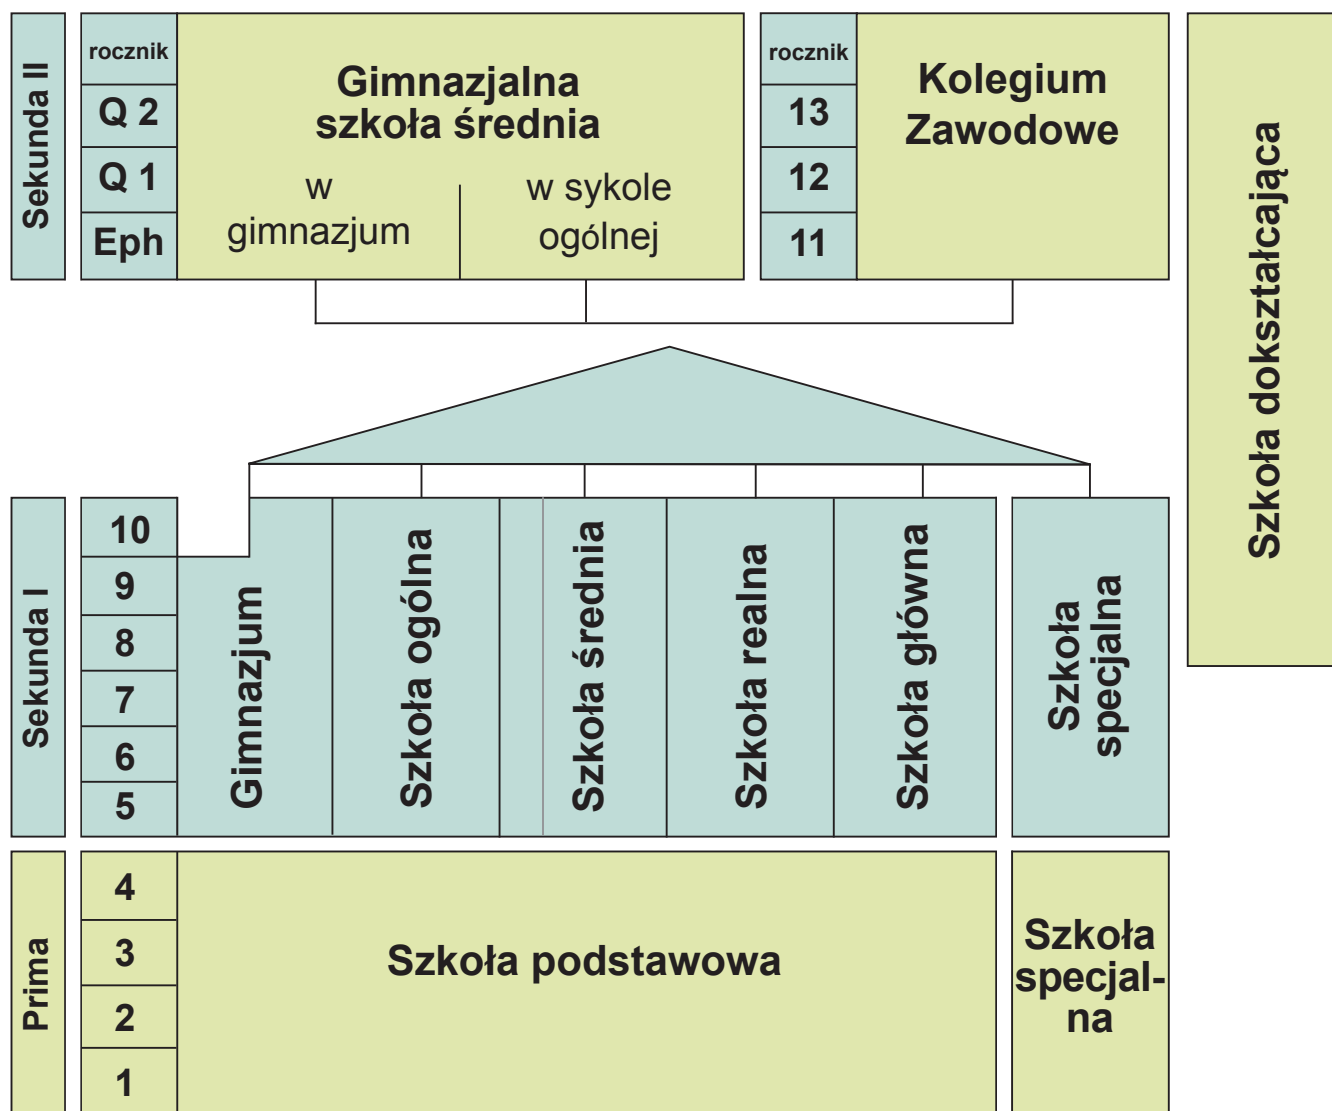 Sekunda II
rocznik
Q 2
Q 1
Eph
Gimnazjalna
szkoła średnia
w
gimnazjum
w sykole
ogólnej
rocznik
13
12
11
Kolegium
Zawodowe
Szkoła dokształcająca
Sekunda I
10
9
8
7
6
5
Gimnazjum
Szkoła ogólna
Szkoła średnia
Szkoła realna
Szkoła główna
Szkoła
specjalna
Prima
4
3
2
1
Szkoła podstawowa
Szkoła
specjal-
na